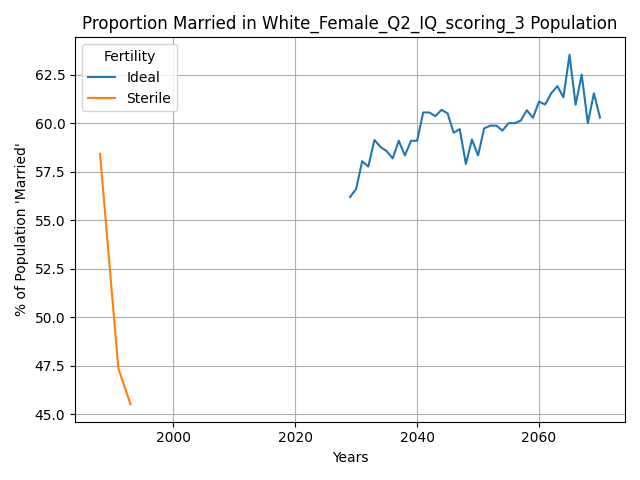 Proportion Married in White_Female_Q2_IQ_scoring_3 Population
Fertility
Ideal
Sterile
% of Population 'Married'
62.5
60.0
57.5
55.0
52.5
50.0
47.5
45.0
2000
2020
2040
2060
Years